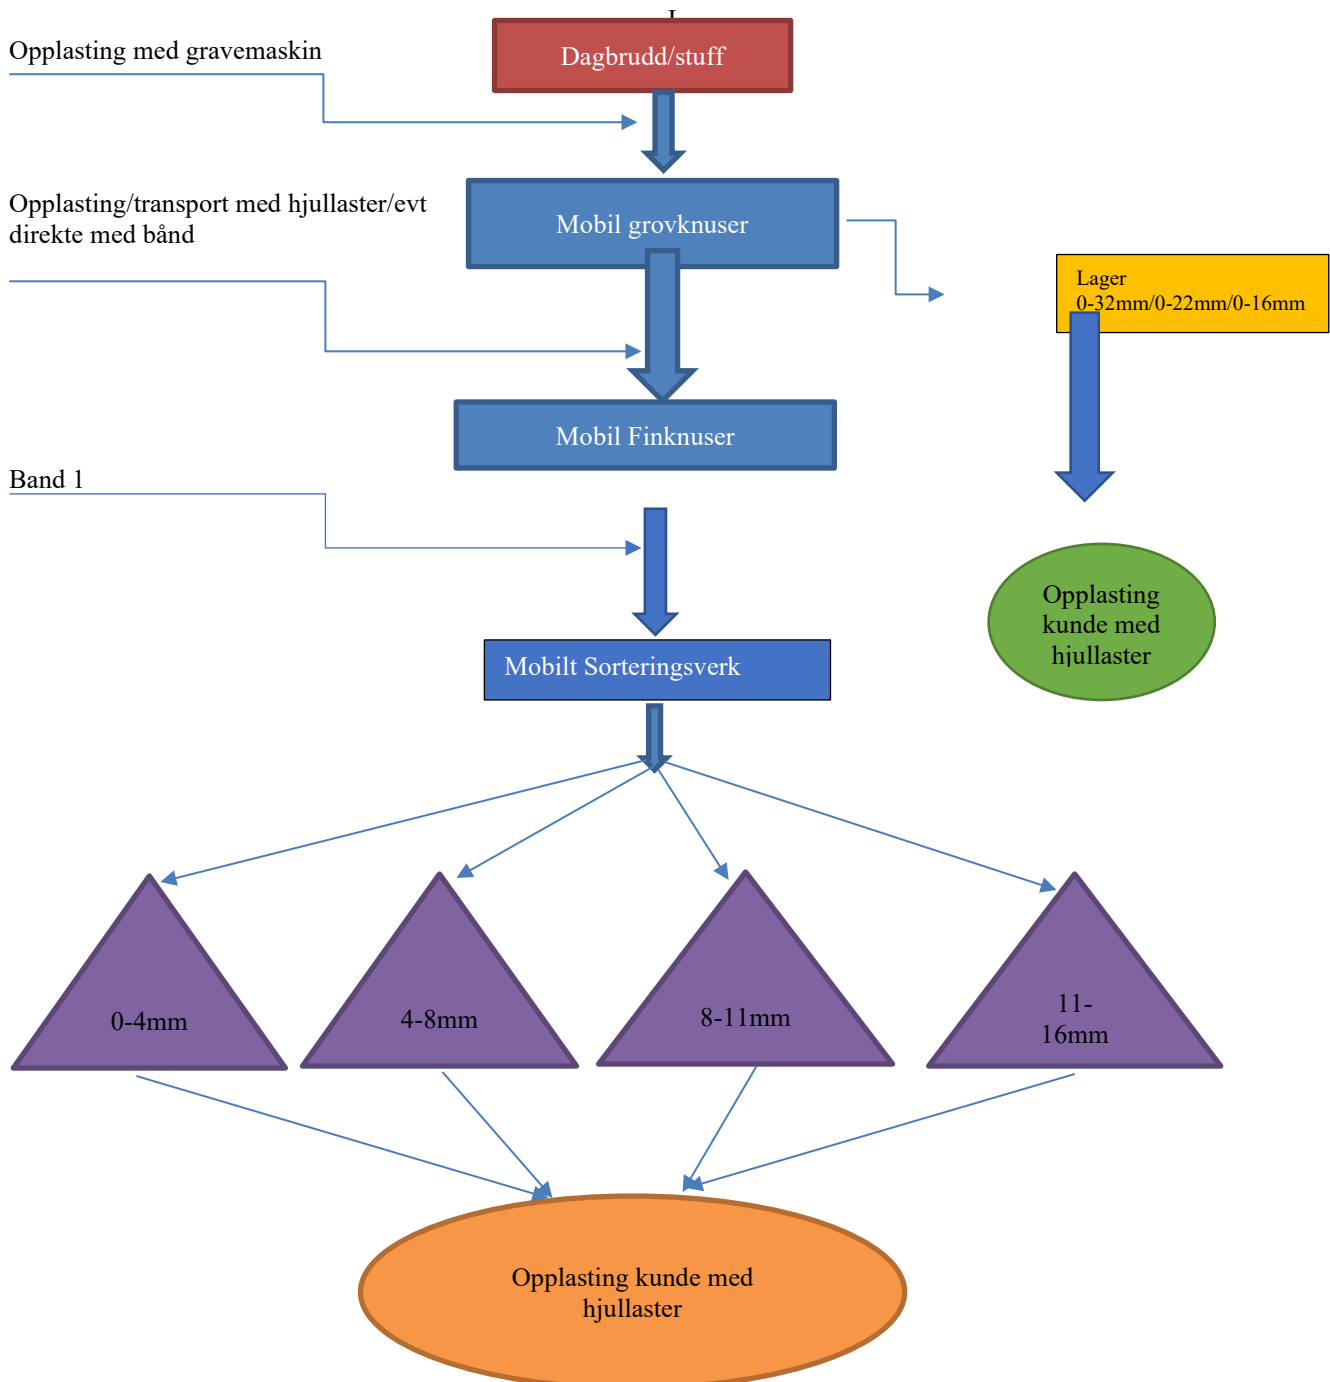 Opplasting med gravemaskin
Dagbrudd/stuff
Opplasting/transport med hjullaster/evt
direkte med bånd
Mobil grovknuser
Lager
0-32mm/0-22mm/0-16mm
Mobil Finknuser
Band 1
Opplasting
kunde med
hjullaster
Mobilt Sorteringsverk
0-4mm
4-8mm
8-11mm
11-
16mm
Opplasting kunde med
hjullaster